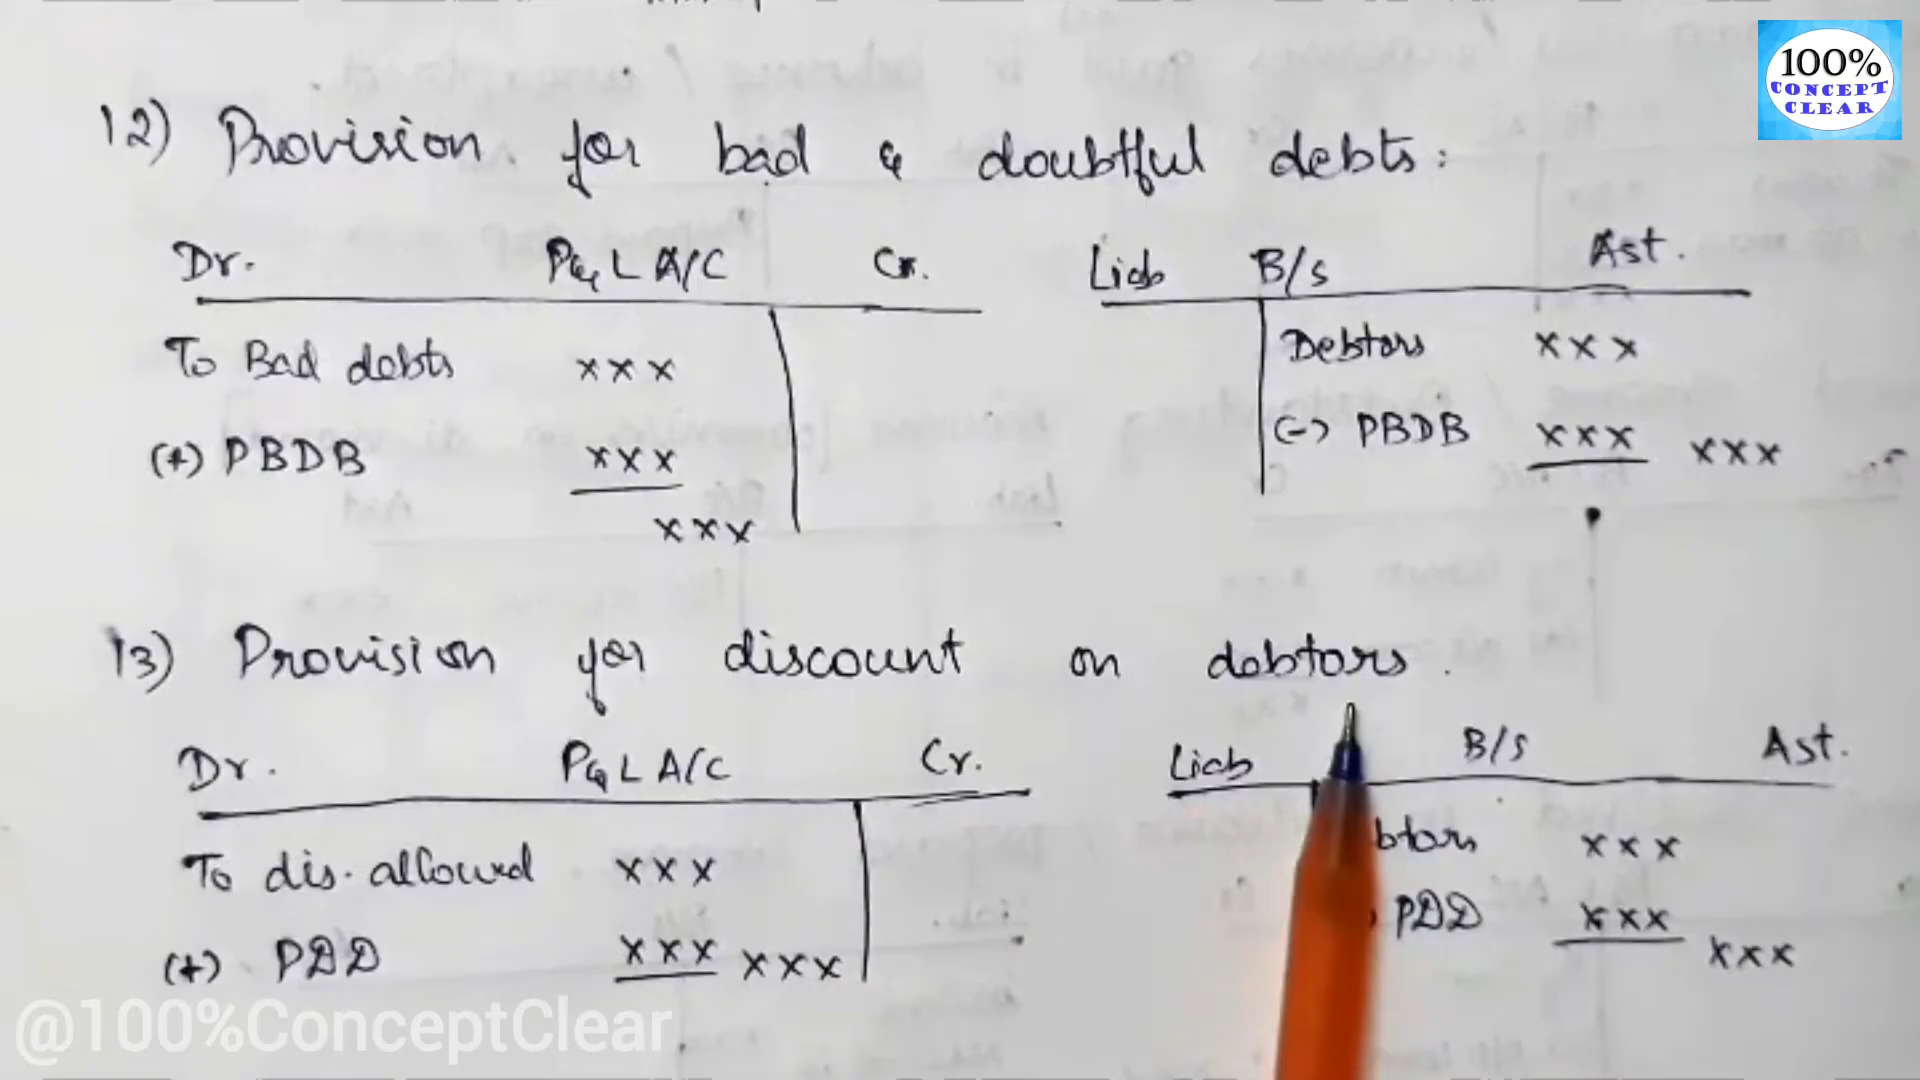 100%
CONCEPT
CLEAR
12) Provision for bad & doubtful debts:
Dr. P& L A/C Cr.
To Bad debts xxx
(+) PBDB xxx
xxx
Liab B/S Ast.
Debtors xxx
(-) PBDB xxx xxx
13) Provision for discount on debtors.
Dr. P& L A/C Cr.
To dis. allowed xxx
(+) PDD xxx xxx
Liab B/S Ast.
btors xxx
PDD xxx
xxx
@100%ConceptClear